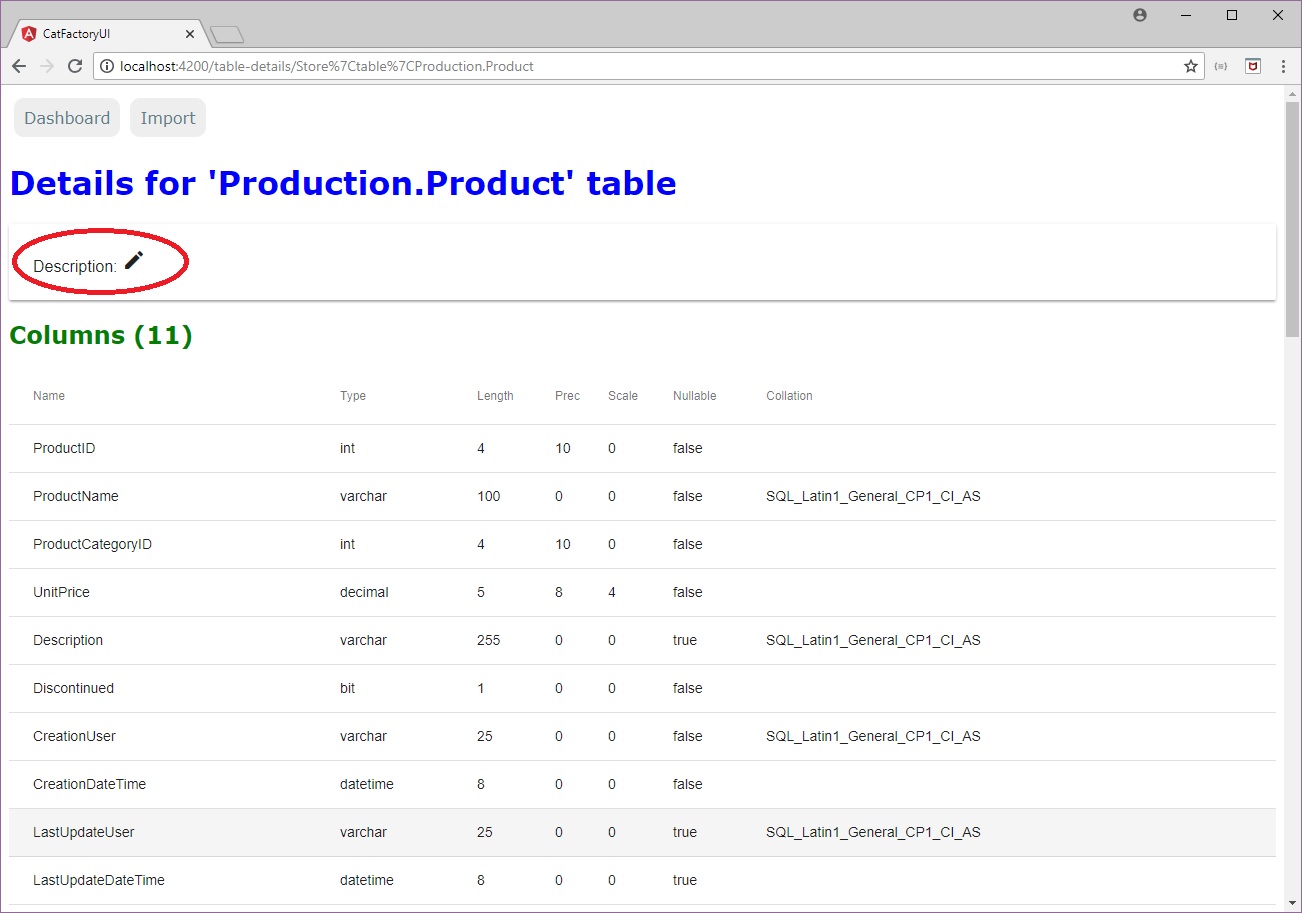 CatFactoryUI
localhost:4200/table-details/Store%7Ctable%7CProduction.Product
Dashboard Import
Details for 'Production.Product' table
Description:
Columns (11)
Name Type Length Prec Scale Nullable Collation
ProductID int 4 10 0 false
ProductName varchar 100 0 0 false SQL_Latin1_General_CP1_CI_AS
ProductCategoryID int 4 10 0 false
UnitPrice decimal 5 8 4 false
Description varchar 255 0 0 true SQL_Latin1_General_CP1_CI_AS
Discontinued bit 1 0 0 false
CreationUser varchar 25 0 0 false SQL_Latin1_General_CP1_CI_AS
CreationDateTime datetime 8 0 0 false
LastUpdateUser varchar 25 0 0 true SQL_Latin1_General_CP1_CI_AS
LastUpdateDateTime datetime 8 0 0 true